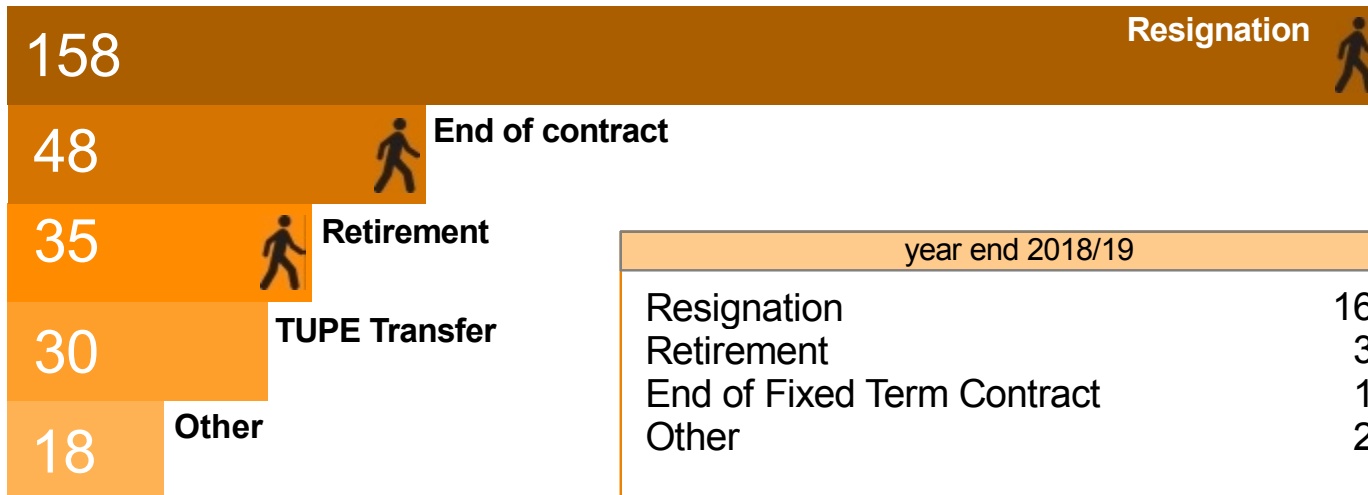 158 Resignation
48 End of contract
35 Retirement
30 TUPE Transfer
18 Other
year end 2018/19
Resignation
Retirement
End of Fixed Term Contract
Other